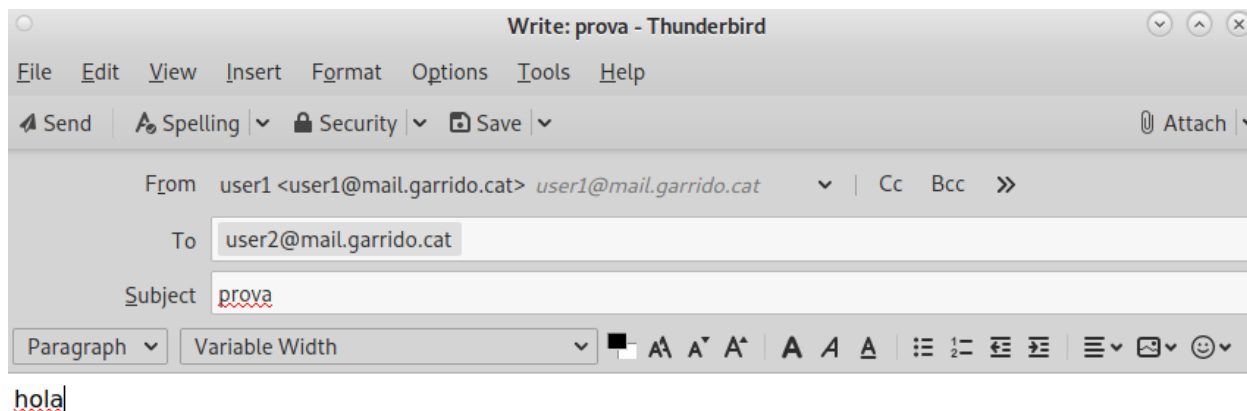 Write: prova - Thunderbird
File Edit View Insert Format Options Tools Help
Send Spelling Security Save Attach
From user1 <user1@mail.garrido.cat> user1@mail.garrido.cat Cc Bcc
To user2@mail.garrido.cat
Subject prova
Paragraph Variable Width
hola